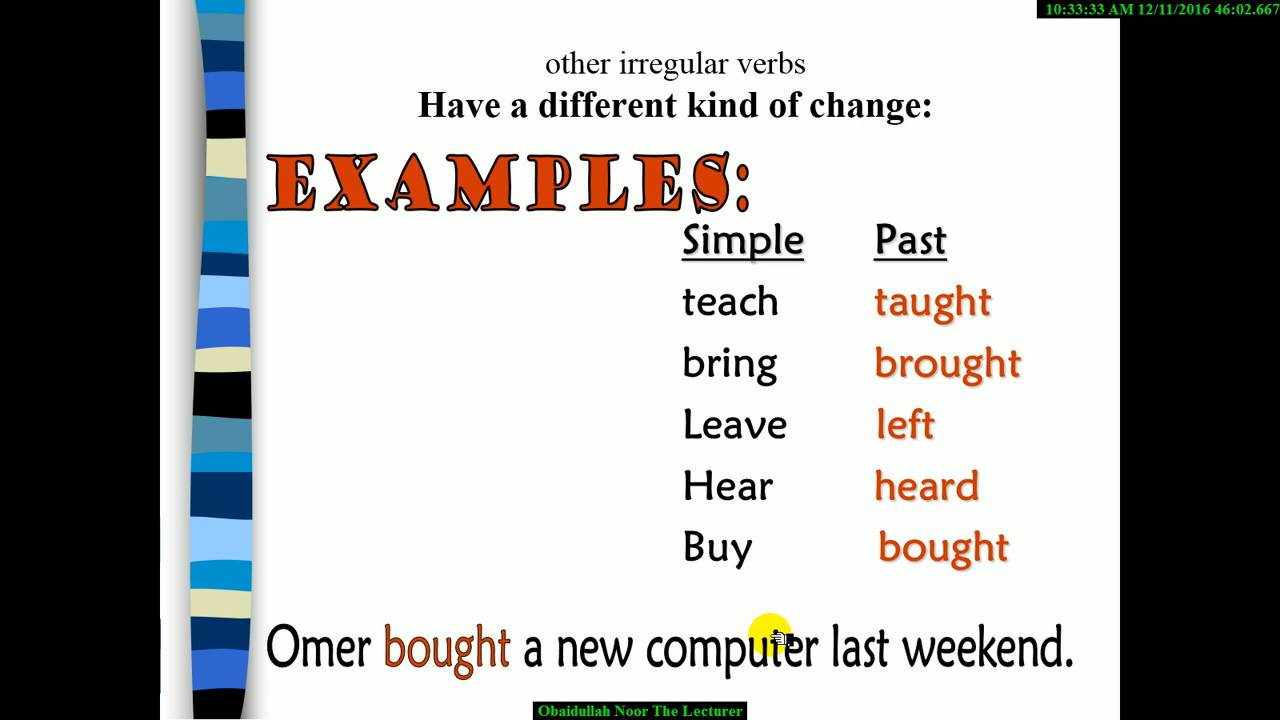 10:33:33 AM 12/11/2016 46:02.667
other irregular verbs
Have a different kind of change:
EXAMPLES:
Simple Past
teach taught
bring brought
Leave left
Hear heard
Buy bought
Omer bought a new computer last weekend.
Obaidullah Noor The Lecturer